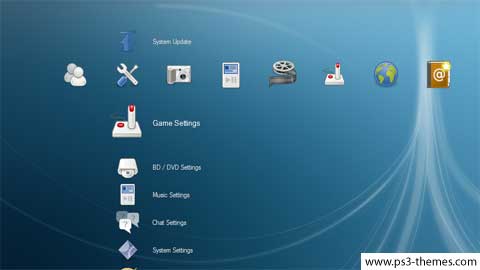 System Update
Game Settings
BD / DVD Settings
Music Settings
Chat Settings
System Settings
www.ps3-themes.com